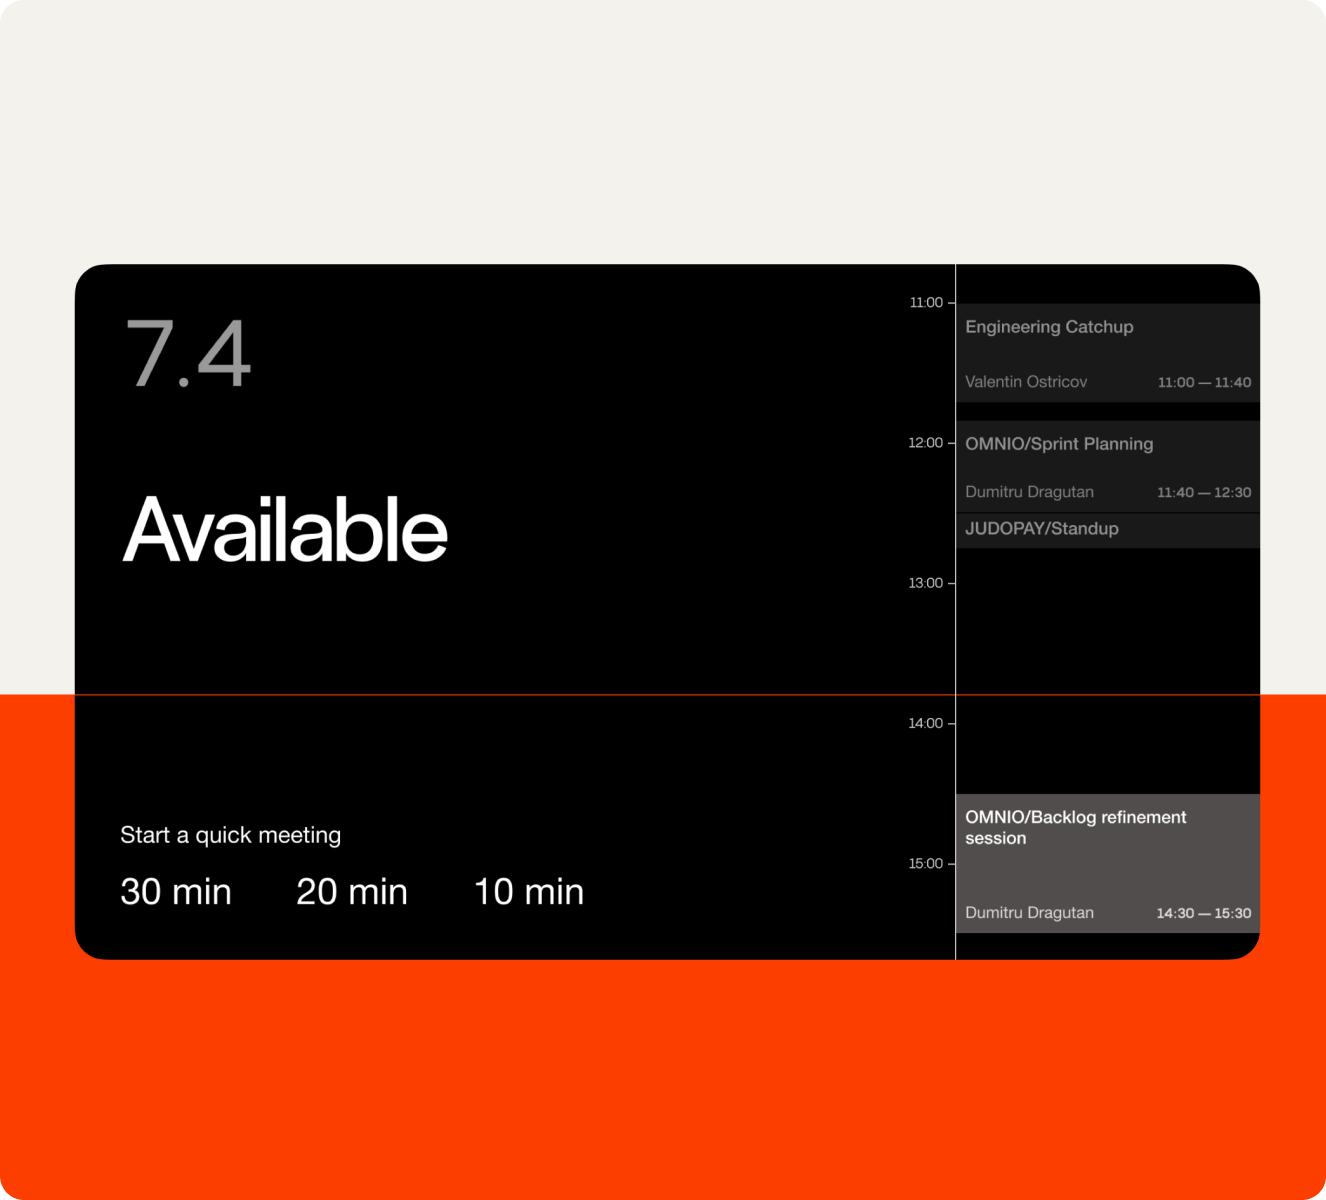 7.4
Available
Start a quick meeting
30 min 20 min 10 min
11:00
12:00
13:00
14:00
15:00
Engineering Catchup
Valentin Ostricov 11:00 — 11:40
OMNIO/Sprint Planning
Dumitru Dragutan 11:40 — 12:30
JUDOPAY/Standup
OMNIO/Backlog refinement
session
Dumitru Dragutan 14:30 — 15:30